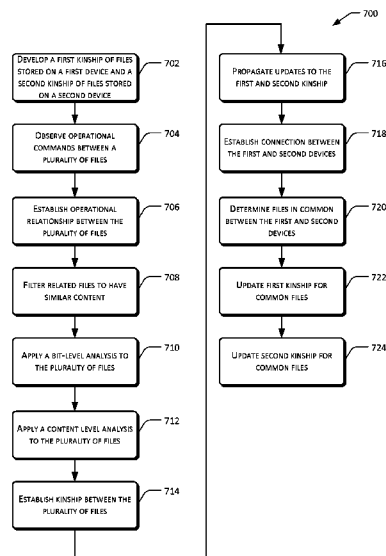 700
DEVELOP A FIRST KINSHIP OF FILES
STORED ON A FIRST DEVICE AND A
SECOND KINSHIP OF FILES STORED
ON A SECOND DEVICE
702
OBSERVE OPERATIONAL
COMMANDS BETWEEN A
PLURALITY OF FILES
704
ESTABLISH OPERATIONAL
RELATIONSHIP BETWEEN THE
PLURALITY OF FILES
706
FILTER RELATED FILES TO HAVE
SIMILAR CONTENT
708
APPLY A BIT-LEVEL ANALYSIS TO
THE PLURALITY OF FILES
710
APPLY A CONTENT LEVEL ANALYSIS
TO THE PLURALITY OF FILES
712
ESTABLISH KINSHIP BETWEEN THE
PLURALITY OF FILES
714
PROPAGATE UPDATES TO THE
FIRST AND SECOND KINSHIP
716
ESTABLISH CONNECTION BETWEEN
THE FIRST AND SECOND DEVICES
718
DETERMINE FILES IN COMMON
BETWEEN THE FIRST AND SECOND
DEVICES
720
UPDATE FIRST KINSHIP FOR
COMMON FILES
722
UPDATE SECOND KINSHIP FOR
COMMON FILES
724